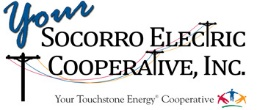 Your
SOCORRO ELECTRIC
COOPERATIVE, INC.
Your Touchstone Energy® Cooperative